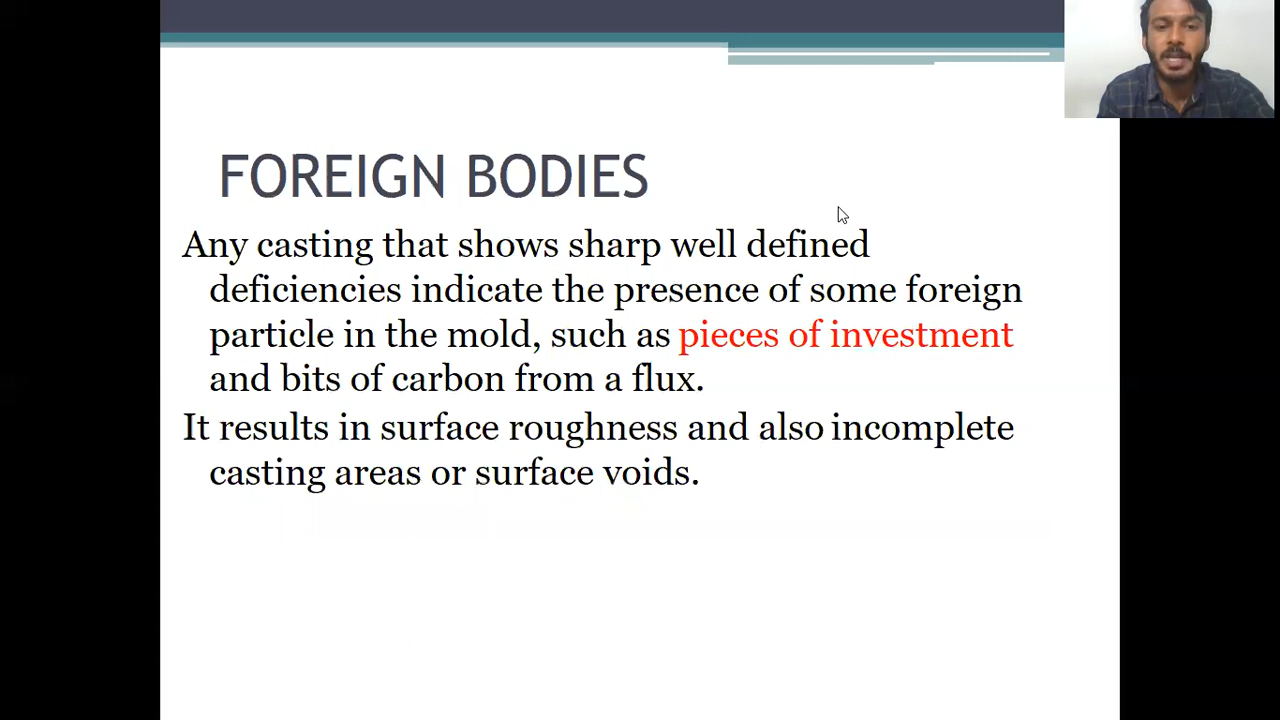 FOREIGN BODIES
Any casting that shows sharp well defined
deficiencies indicate the presence of some foreign
particle in the mold, such as pieces of investment
and bits of carbon from a flux.
It results in surface roughness and also incomplete
casting areas or surface voids.